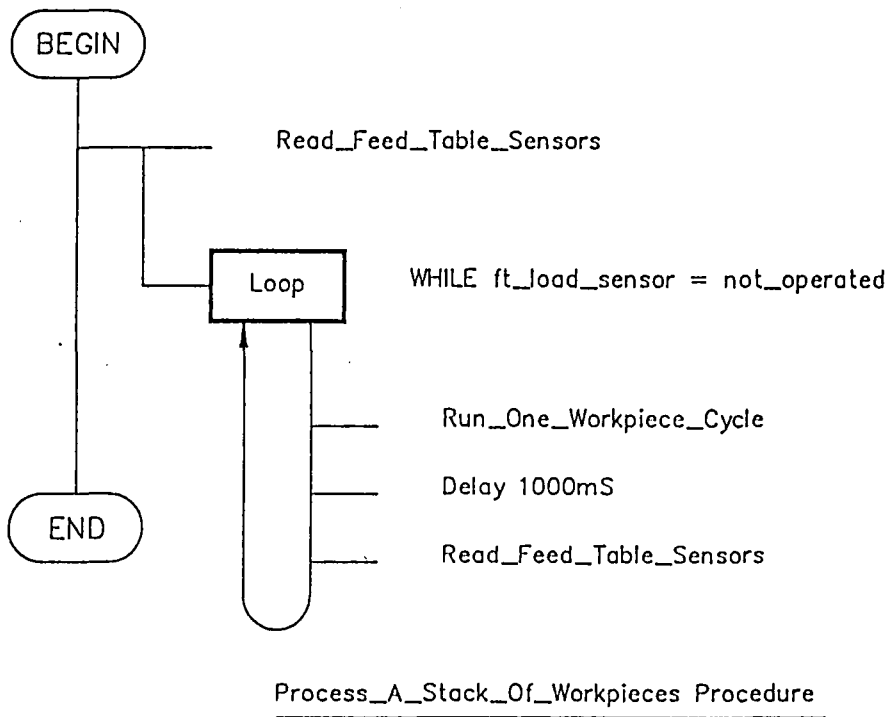 BEGIN
Read_Feed_Table_Sensors
Loop
WHILE ft_load_sensor = not_operated
Run_One_Workpiece_Cycle
Delay 1000mS
Read_Feed_Table_Sensors
END
Process_A_Stack_Of_Workpieces Procedure